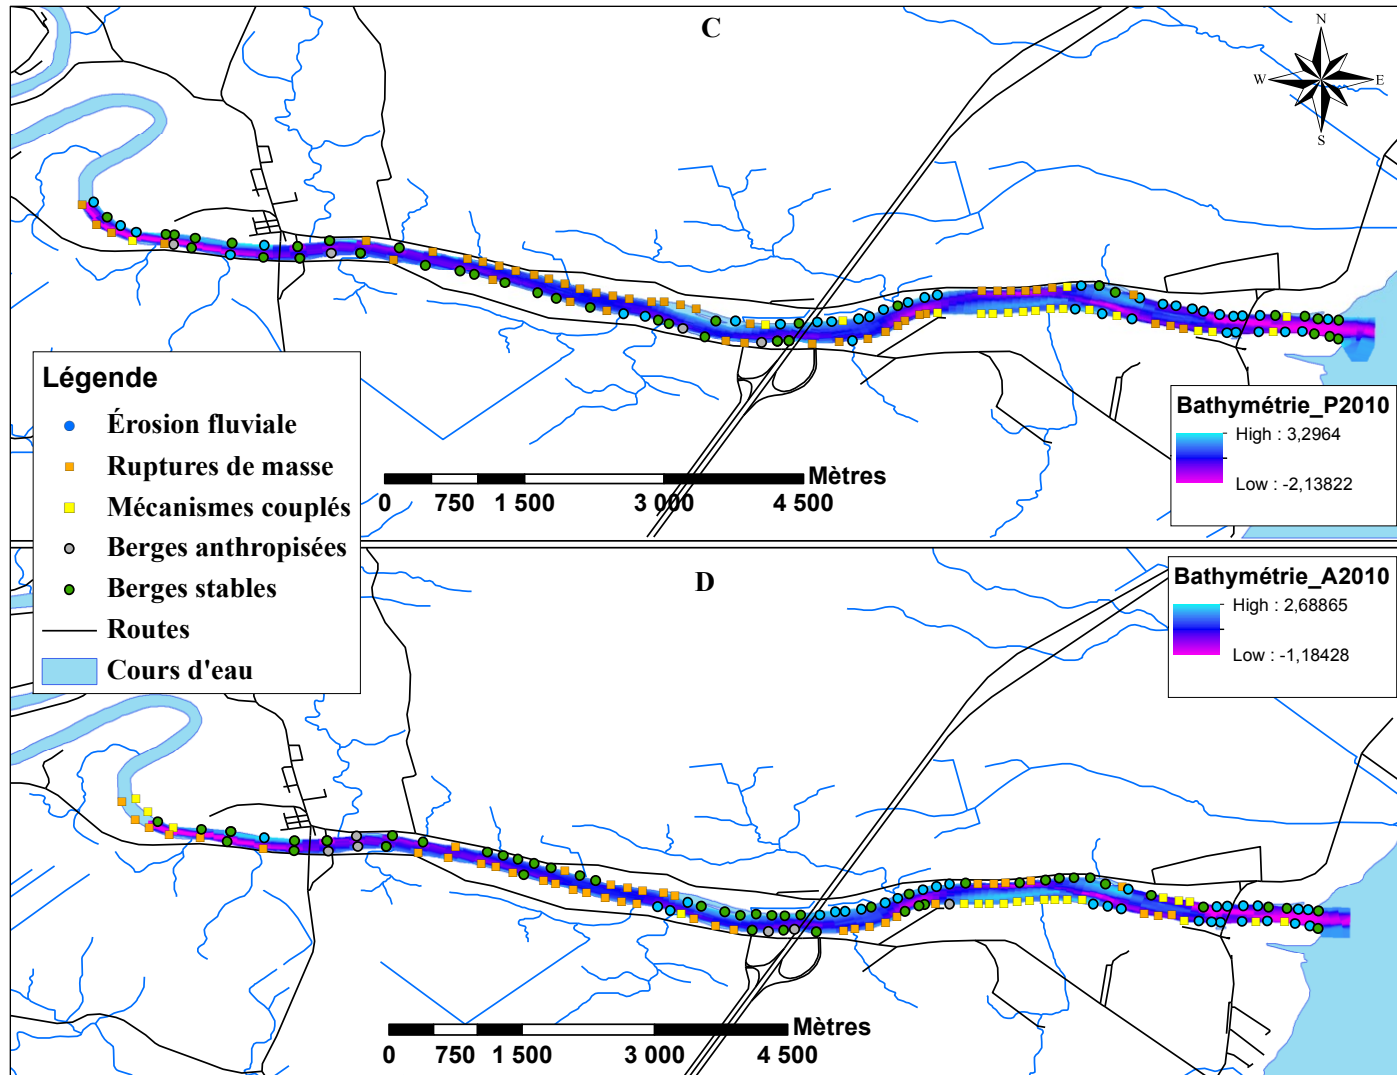 C
N
W E
S
Légende
Érosion fluviale
Ruptures de masse
Mécanismes couplés
Berges anthropisées
Berges stables
Routes
Cours d'eau
Bathymétrie_P2010
High : 3,2964
Low : -2,13822
Mètres
0 750 1 500 3 000 4 500
D
Bathymétrie_A2010
High : 2,68865
Low : -1,18428
Mètres
0 750 1 500 3 000 4 500